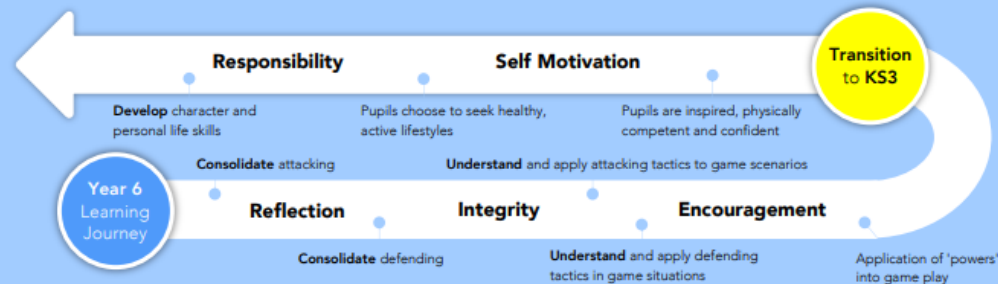 Responsibility
Self Motivation
Transition
to KS3
Develop character and
personal life skills
Pupils choose to seek healthy,
active lifestyles
Pupils are inspired, physically
competent and confident
Consolidate attacking
Understand and apply attacking tactics to game scenarios
Year 6
Learning
Journey
Reflection
Integrity
Encouragement
Consolidate defending
Understand and apply defending
tactics in game situations
Application of 'powers'
into game play